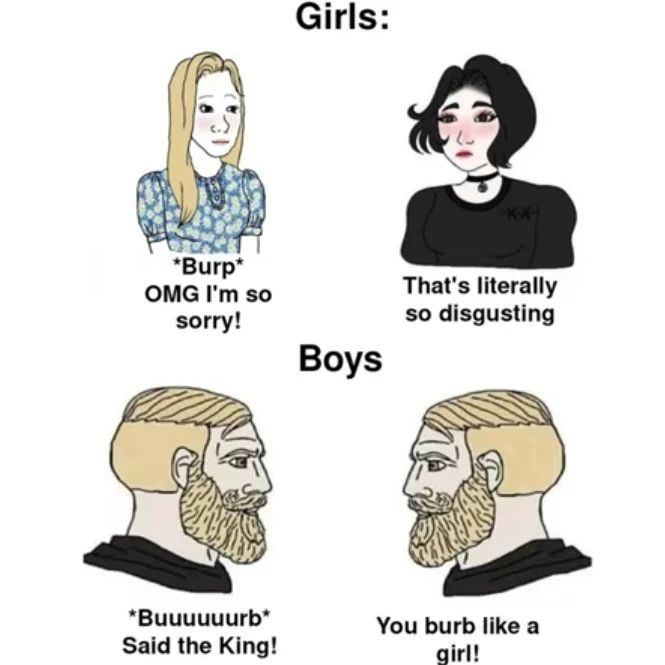 Girls:
*Burp*
OMG I'm so
sorry!
That's literally
so disgusting
Boys
*Buuuuuurb*
Said the King!
You burb like a
girl!